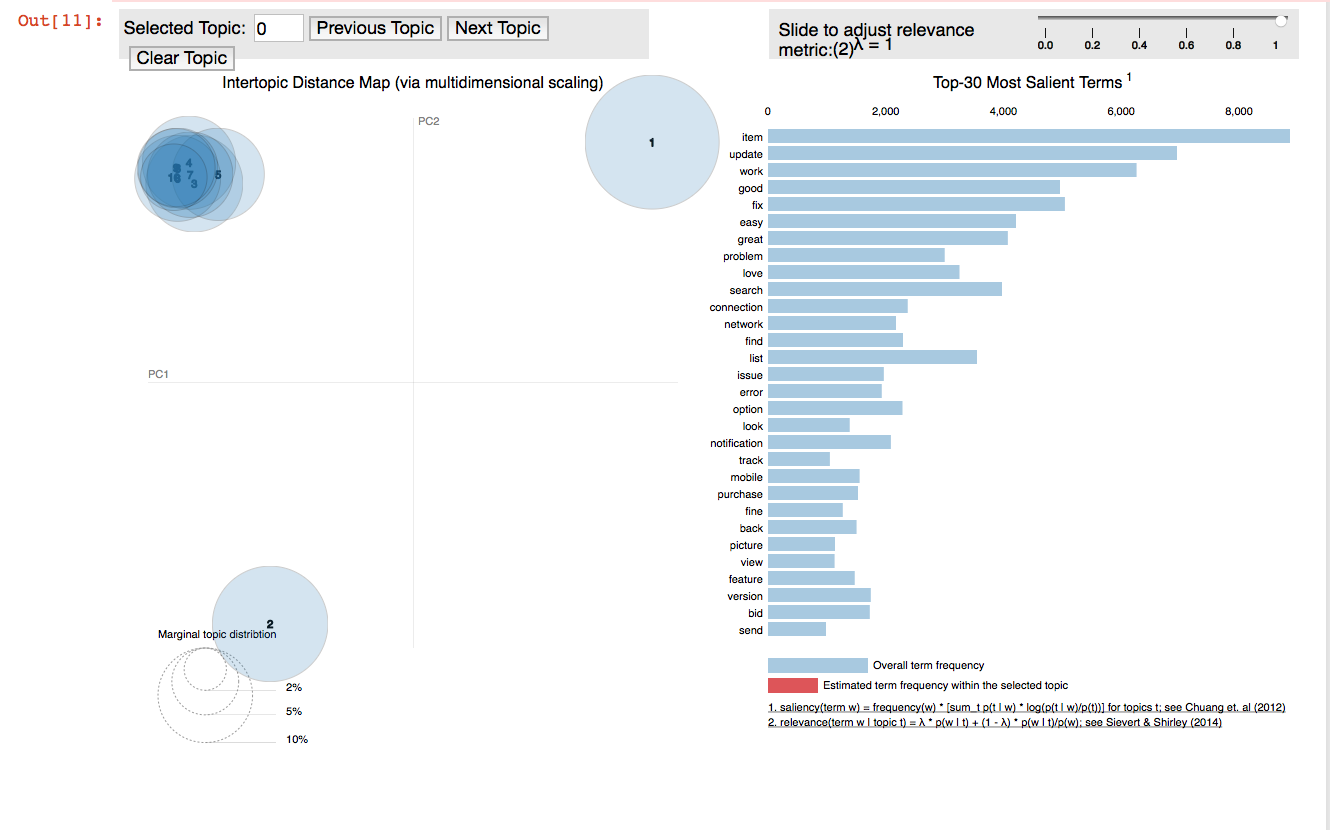 Out[11]:
Selected Topic: 0 Previous Topic Next Topic
Clear Topic
Slide to adjust relevance
metric:(2)λ = 1
0.0 0.2 0.4 0.6 0.8 1
Intertopic Distance Map (via multidimensional scaling)
PC2
PC1
1
4
7
5
3
2
Marginal topic distribtion
2%
5%
10%
Top-30 Most Salient Terms 1
0 2,000 4,000 6,000 8,000
item
update
work
good
fix
easy
great
problem
love
search
connection
network
find
list
issue
error
option
look
notification
track
mobile
purchase
fine
back
picture
view
feature
version
bid
send
Overall term frequency
Estimated term frequency within the selected topic
1. saliency(term w) = frequency(w) * [sum_t p(t | w) * log(p(t | w)/p(t))] for topics t; see Chuang et. al (2012)
2. relevance(term w | topic t) = λ * p(w | t) + (1 - λ) * p(w | t)/p(w); see Sievert & Shirley (2014)